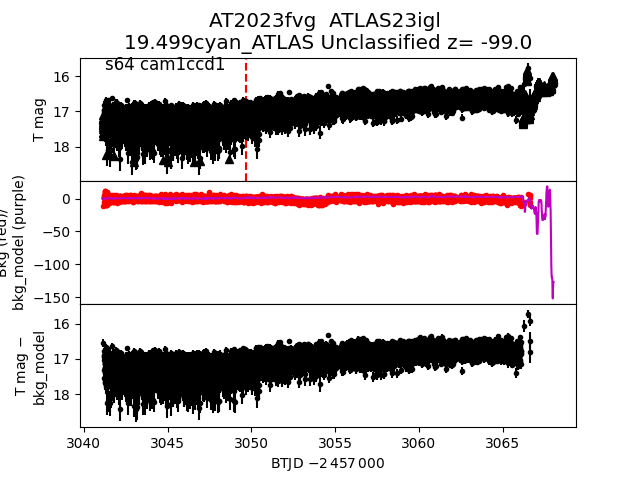 AT2023fvg  ATLAS23igl
19.499cyan_ATLAS Unclassified z= -99.0
s64 cam1ccd1
16
17
18
T mag
0
−50
−100
−150
Bkg (red)/
bkg_model (purple)
16
17
18
T mag −
bkg_model
3040
3045
3050
3055
3060
3065
BTJD −2 457 000